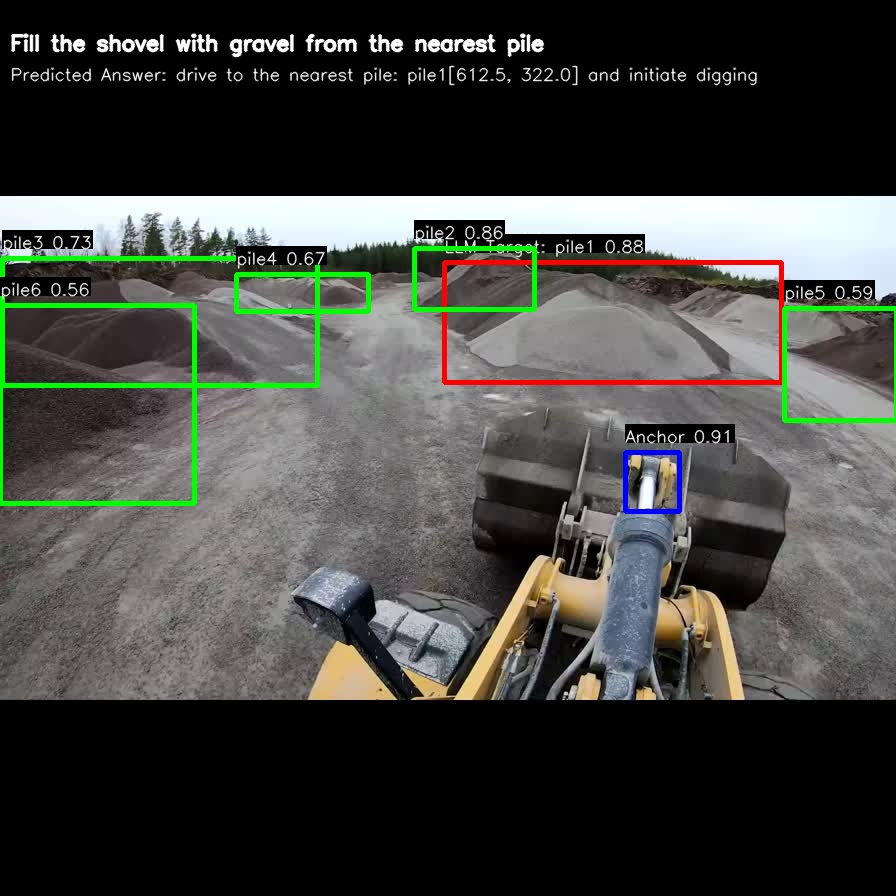 Fill the shovel with gravel from the nearest pile
Predicted Answer: drive to the nearest pile: pile1[612.5, 322.0] and initiate digging
pile2 0.86
pile3 0.73
LLM Target: pile1 0.88
pile4 0.67
pile6 0.56
pile5 0.59
Anchor 0.91